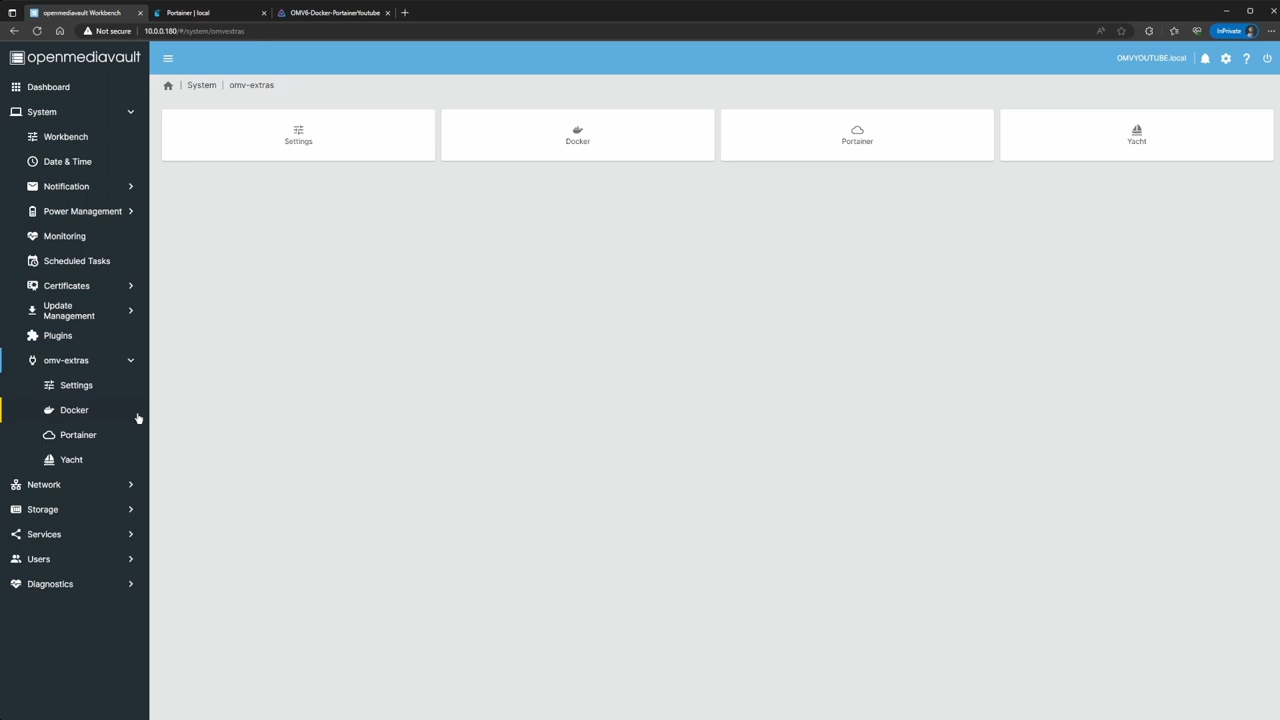 openmediavault Workbench
Portainer | local
OMV6-Docker-PortainerYoutube
Not secure
10.0.0.180/#/system/omvextras
InPrivate
openmediavault
OMVYOUTUBE.local
Dashboard
System
Workbench
Date & Time
Notification
Power Management
Monitoring
Scheduled Tasks
Certificates
Update
Management
Plugins
omv-extras
Settings
Docker
Portainer
Yacht
Network
Storage
Services
Users
Diagnostics
System
omv-extras
Settings
Docker
Portainer
Yacht